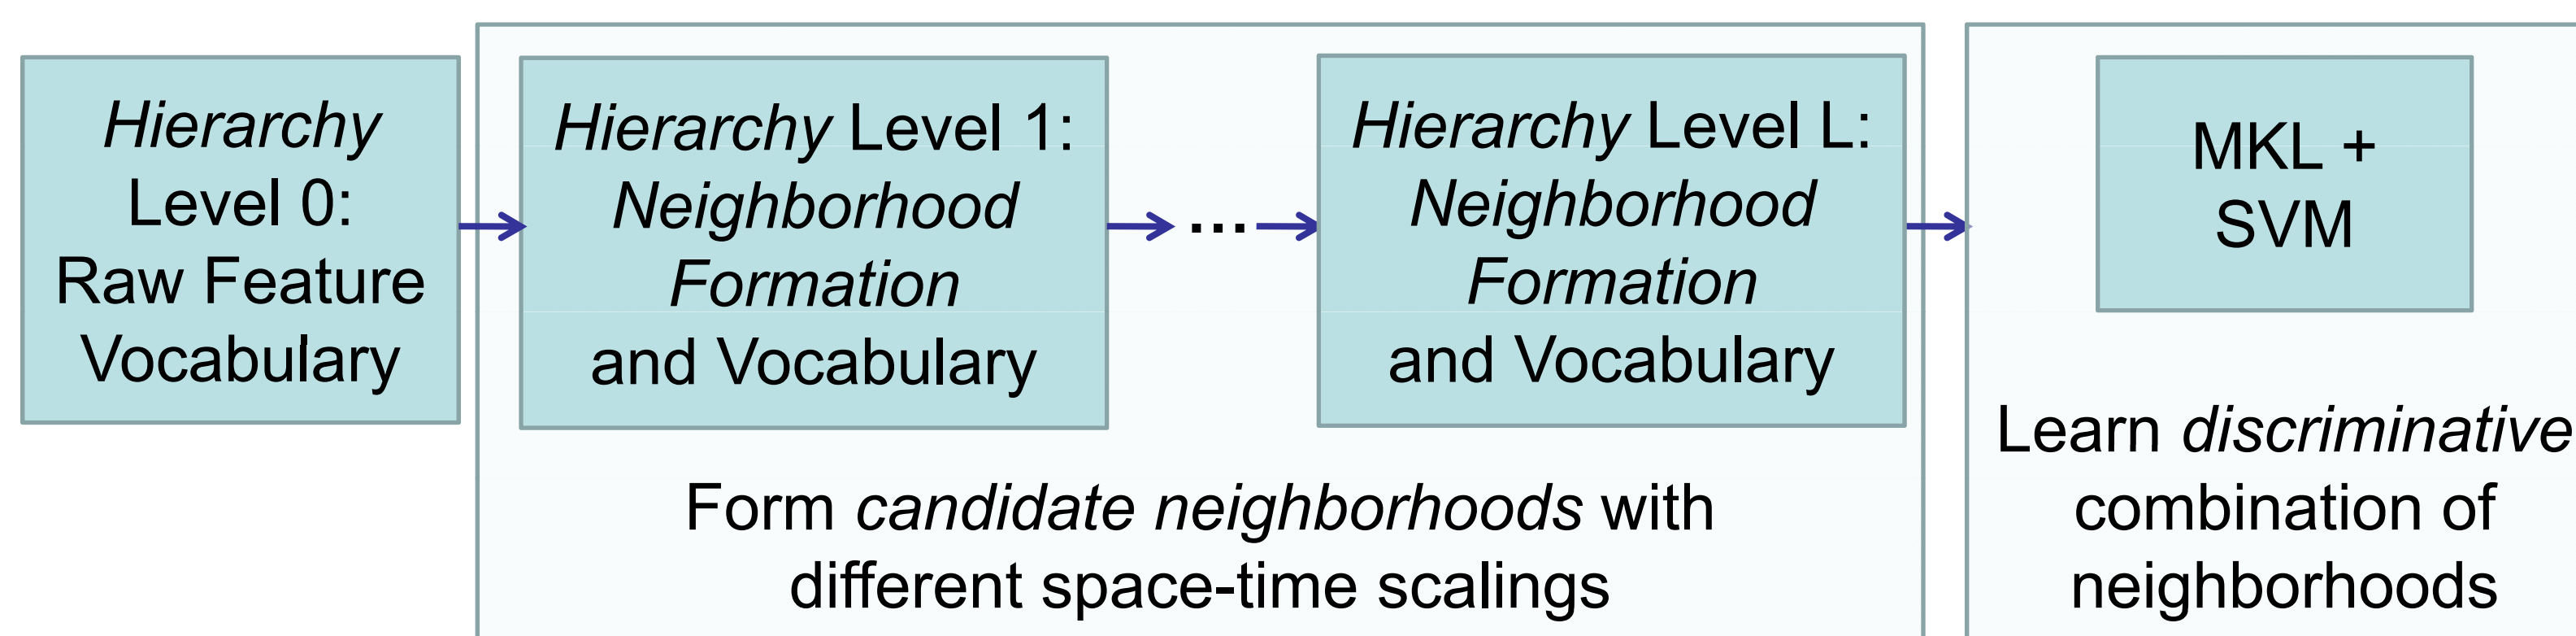 Hierarchy
Level 0:
Raw Feature
Vocabulary
Hierarchy Level 1:
Neighborhood
Formation
and Vocabulary
...
Hierarchy Level L:
Neighborhood
Formation
and Vocabulary
Form candidate neighborhoods with
different space-time scalings
MKL +
SVM
Learn discriminative
combination of
neighborhoods